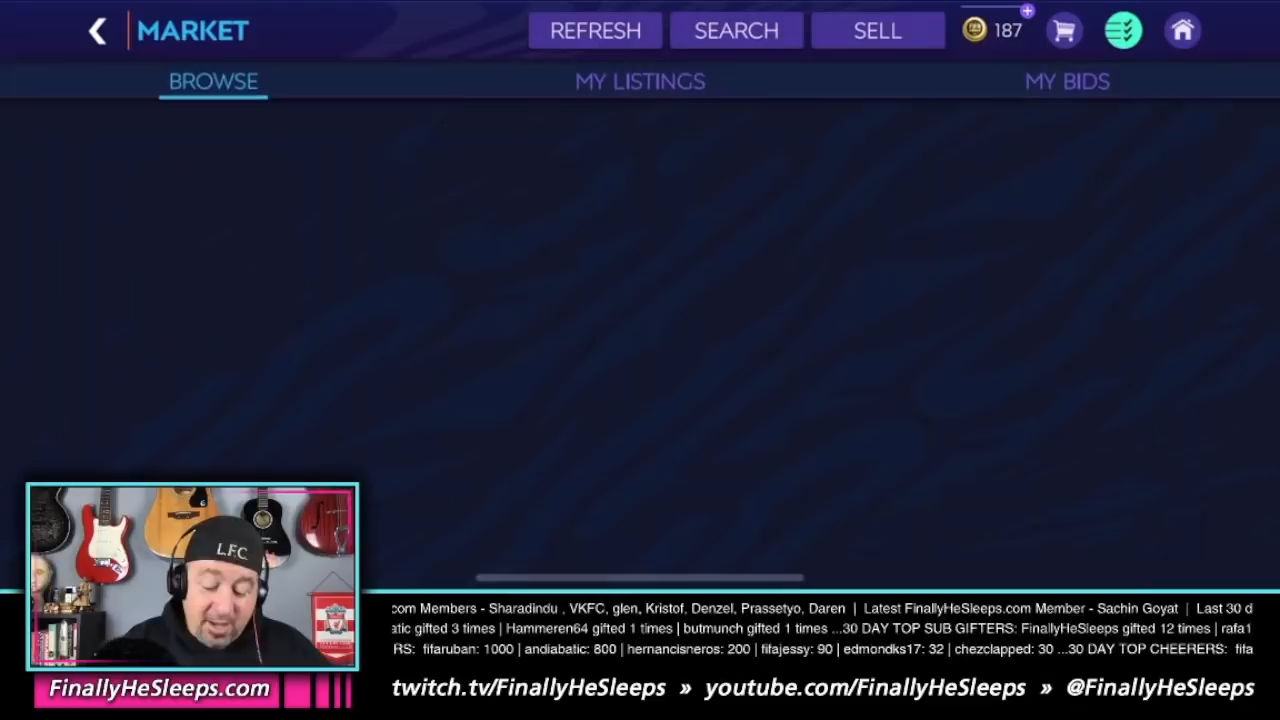 MARKET
REFRESH
SEARCH
SELL
187
BROWSE
MY LISTINGS
MY BIDS
L.F.C.
com Members - Sharadindu , VKFC, glen, Kristof, Denzel, Prassetyo, Daren | Latest FinallyHeSleeps.com Member - Sachin Goyat | Last 30 d
atic gifted 3 times | Hammeren64 gifted 1 times | butmunch gifted 1 times ...30 DAY TOP SUB GIFTERS: FinallyHeSleeps gifted 12 times | rafa1
RS: fifaruban: 1000 | andiabatic: 800 | hernancisneros: 200 | fifajessy: 90 | edmondks17: 32 | chezclapped: 30 ...30 DAY TOP CHEERERS: fifa
FinallyHeSleeps.com
twitch.tv/FinallyHeSleeps » youtube.com/FinallyHeSleeps » @FinallyHeSleeps